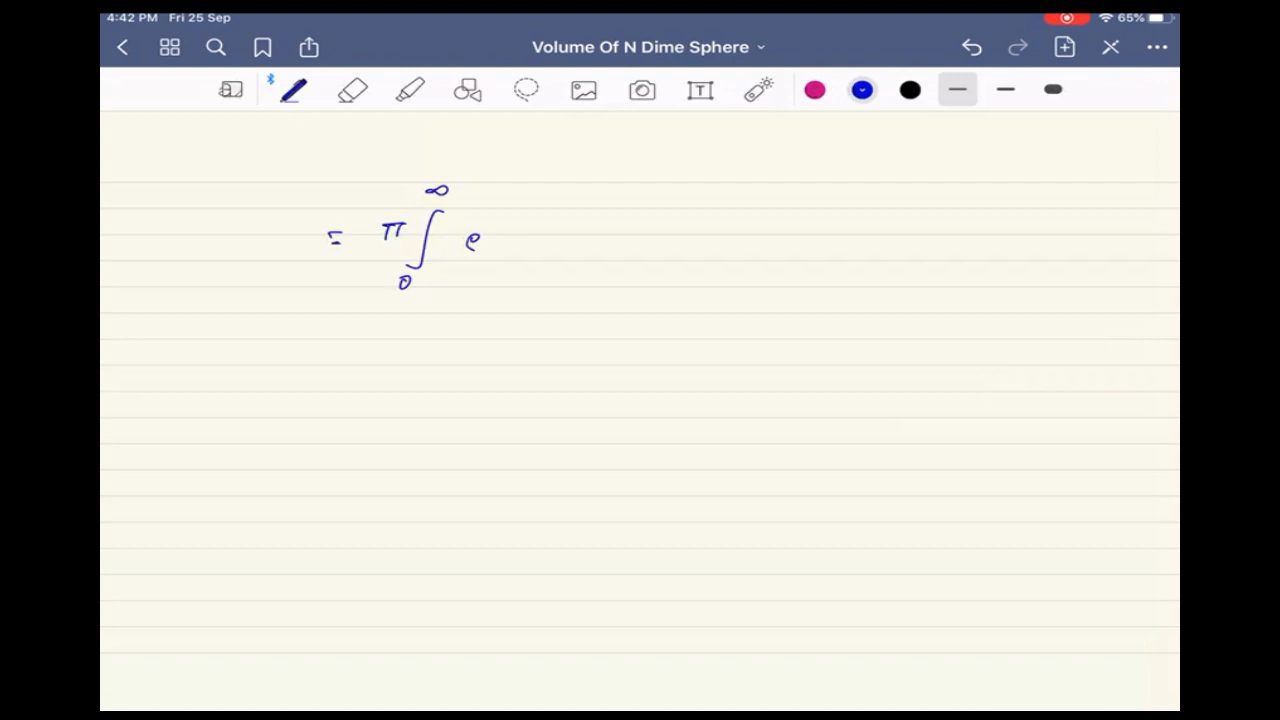 4:42 PM Fri 25 Sep 65%
Volume Of N Dime Sphere
T
∞
= π ∫ e
0